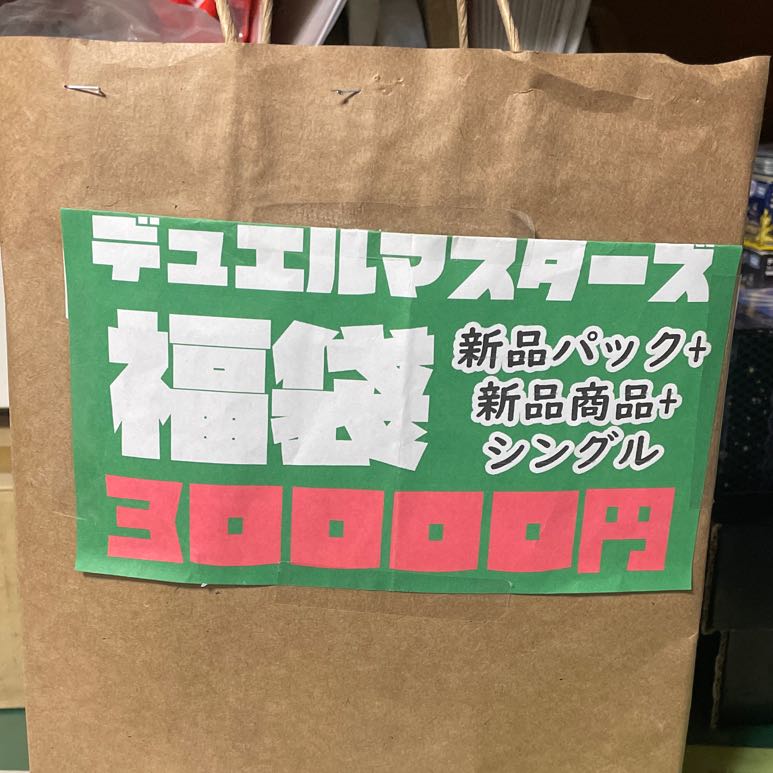 デュエルマスターズ
福袋
新品パック+
新品商品+
シングル
30000円